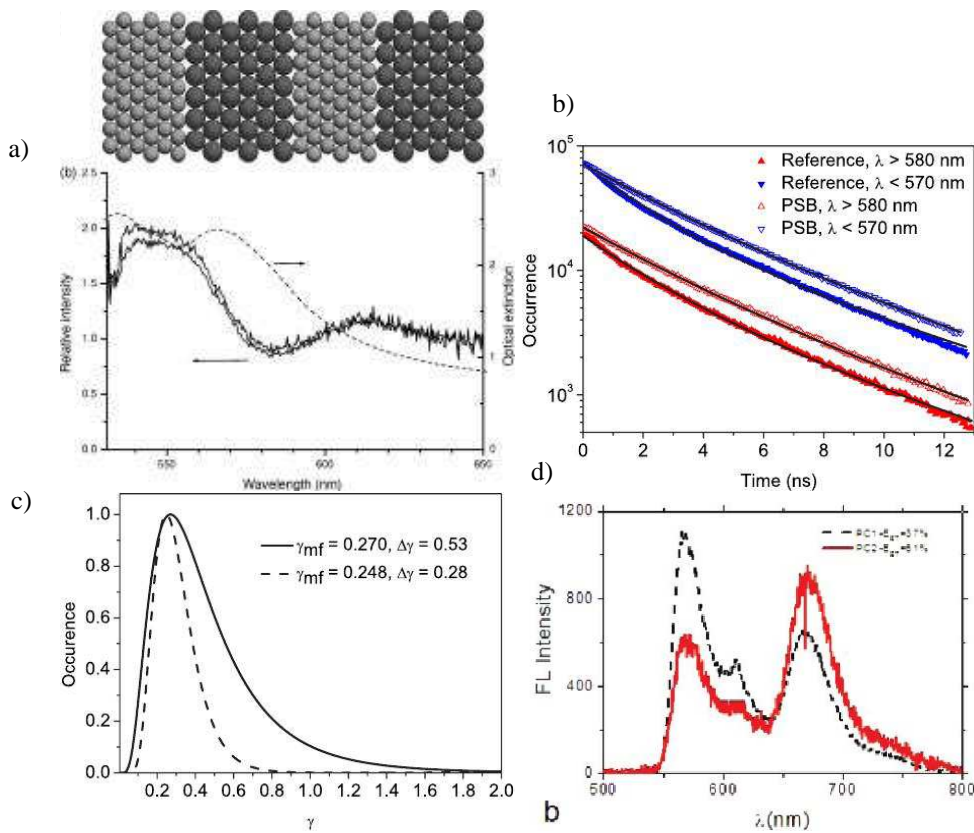 a)
(b)
2.5
2.0
1.5
1.0
0.5
0.0
Relative intensity
3
2
1
0
Optical extinction
550
600
650
Wavelength (nm)
b)
10^5
10^4
10^3
Occurrence
Reference, λ > 580 nm
Reference, λ < 570 nm
PSB, λ > 580 nm
PSB, λ < 570 nm
0 2 4 6 8 10 12
Time (ns)
c)
1.0
0.8
0.6
0.4
0.2
0.0
Occurence
γmf = 0.270, Δγ = 0.53
γmf = 0.248, Δγ = 0.28
0.2 0.4 0.6 0.8 1.0 1.2 1.4 1.6 1.8 2.0
γ
d)
1200
800
400
0
FL Intensity
500 600 700 800
λ(nm)
b